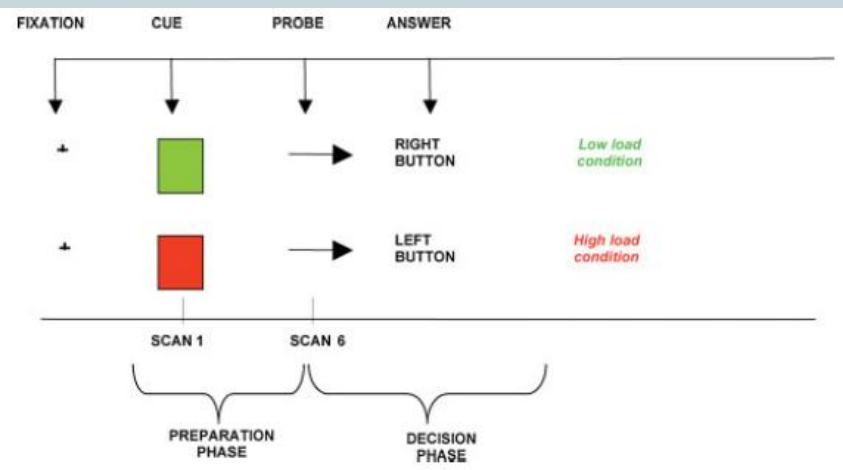 FIXATION CUE PROBE ANSWER
RIGHT
BUTTON
Low load
condition
LEFT
BUTTON
High load
condition
SCAN 1 SCAN 6
PREPARATION
PHASE
DECISION
PHASE